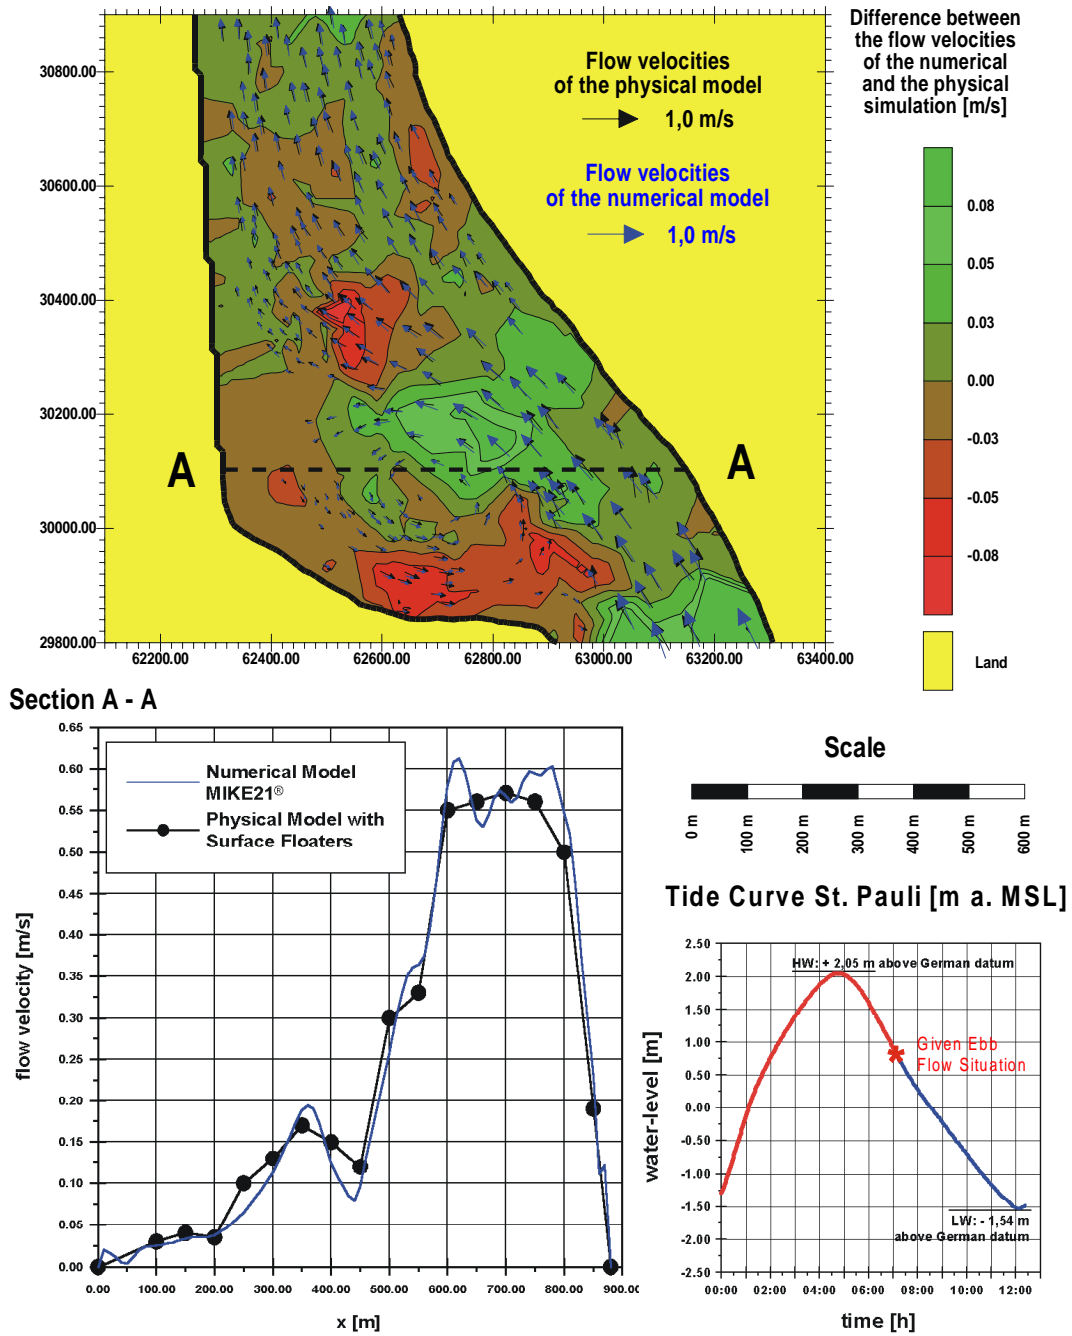 30800.00
30600.00
30400.00
30200.00
30000.00
29800.00
62200.00 62400.00 62600.00 62800.00 63000.00 63200.00 63400.00
Flow velocities
of the physical model
1,0 m/s
Flow velocities
of the numerical model
1,0 m/s
A
A
Difference between
the flow velocities
of the numerical
and the physical
simulation [m/s]
0.08
0.05
0.03
0.00
-0.03
-0.05
-0.08
Land
Section A - A
flow velocity [m/s]
0.65
0.60
0.55
0.50
0.45
0.40
0.35
0.30
0.25
0.20
0.15
0.10
0.05
0.00
Numerical Model
MIKE21®
Physical Model with
Surface Floaters
0.00 100.00 200.00 300.00 400.00 500.00 600.00 700.00 800.00 900.00
x [m]
Scale
0 m
100 m
200 m
300 m
400 m
500 m
600 m
Tide Curve St. Pauli [m a. MSL]
water-level [m]
2.50
2.00
1.50
1.00
0.50
0.00
-0.50
-1.00
-1.50
-2.00
-2.50
HW: + 2,05 m above German datum
Given Ebb
Flow Situation
LW: - 1,54 m
above German datum
00:00 02:00 04:00 06:00 08:00 10:00 12:00
time [h]